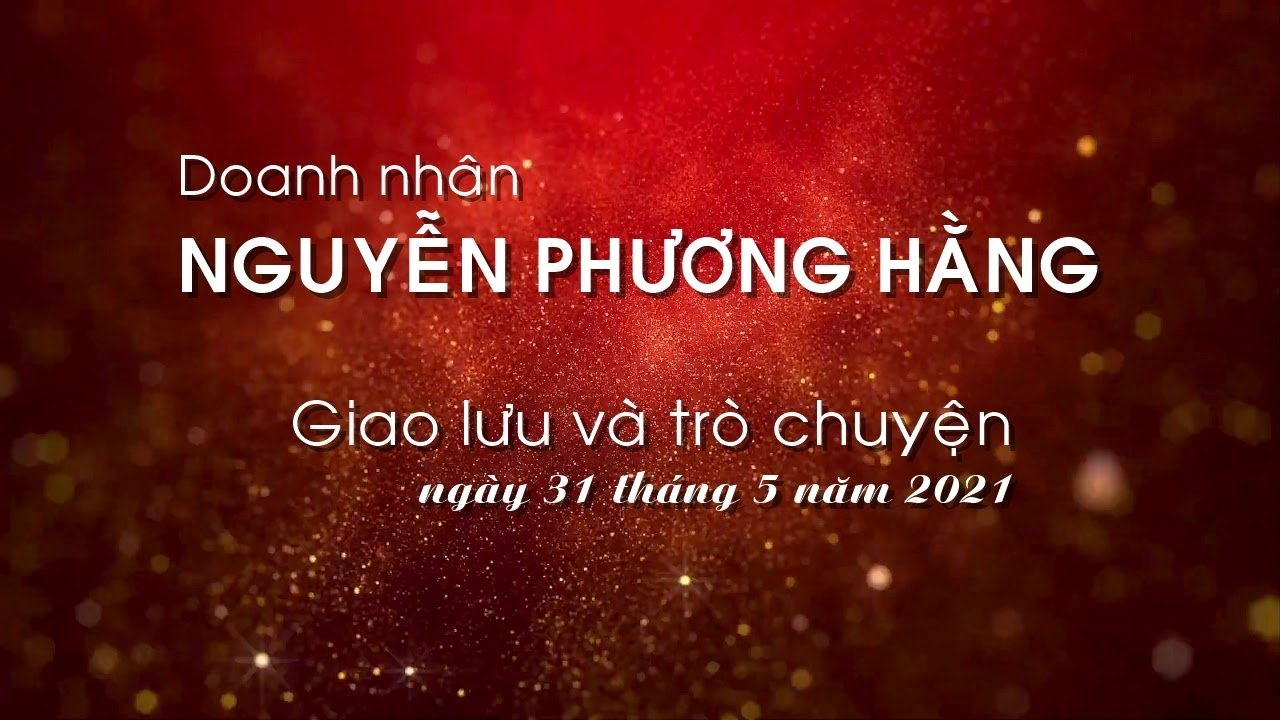 Doanh nhân
NGUYỄN PHƯƠNG HẰNG
Giao lưu và trò chuyện
ngày 31 tháng 5 năm 2021